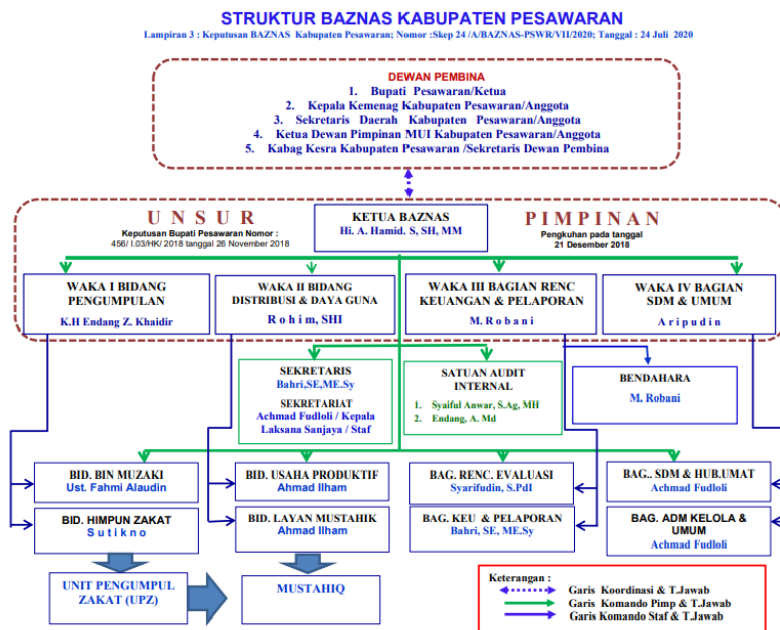 STRUKTUR BAZNAS KABUPATEN PESAWARAN
Lampiran 3 : Keputusan BAZNAS Kabupaten Pesawaran; Nomor :Skep 24 /A/BAZNAS-PSWR/VII/2020; Tanggal : 24 Juli 2020
DEWAN PEMBINA
1. Bupati Pesawaran/Ketua
2. Kepala Kemenag Kabupaten Pesawaran/Anggota
3. Sekretaris Daerah Kabupaten Pesawaran/Anggota
4. Ketua Dewan Pimpinan MUI Kabupaten Pesawaran/Anggota
5. Kabag Kesra Kabupaten Pesawaran /Sekretaris Dewan Pembina
U N S U R
Keputusan Bupati Pesawaran Nomor :
456/ I.03/HK/ 2018 tanggal 26 November 2018
KETUA BAZNAS
Hi. A. Hamid. S, SH, MM
P I M P I N A N
Pengkuhan pada tanggal
21 Desember 2018
WAKA I BIDANG
PENGUMPULAN
K.H Endang Z. Khaidir
WAKA II BIDANG
DISTRIBUSI & DAYA GUNA
R o h i m, SHI
WAKA III BAGIAN RENC
KEUANGAN & PELAPORAN
M. R o b a n i
WAKA IV BAGIAN
SDM & UMUM
A r i p u d i n
SEKRETARIS
Bahri,SE,ME.Sy
SEKRETARIAT
Achmad Fudloli / Kepala
Laksana Sanjaya / Staf
SATUAN AUDIT
INTERNAL
1. Syaiful Anwar, S.Ag, MH
2. Endang, A. Md
BENDAHARA
M. Robani
BID. BIN MUZAKI
Ust. Fahmi Alaudin
BID. USAHA PRODUKTIF
Ahmad Ilham
BAG. RENC. EVALUASI
Syarifudin, S.PdI
BAG.. SDM & HUB.UMAT
Achmad Fudloli
BID. HIMPUN ZAKAT
S u t i k n o
BID. LAYAN MUSTAHIK
Ahmad Ilham
BAG. KEU & PELAPORAN
Bahri, SE, ME.Sy
BAG. ADM KELOLA &
UMUM
Achmad Fudloli
UNIT PENGUMPUL
ZAKAT (UPZ)
MUSTAHIQ
Keterangan :
Garis Koordinasi & T.Jawab
Garis Komando Pimp & T.Jawab
Garis Komando Staf & T.Jawab